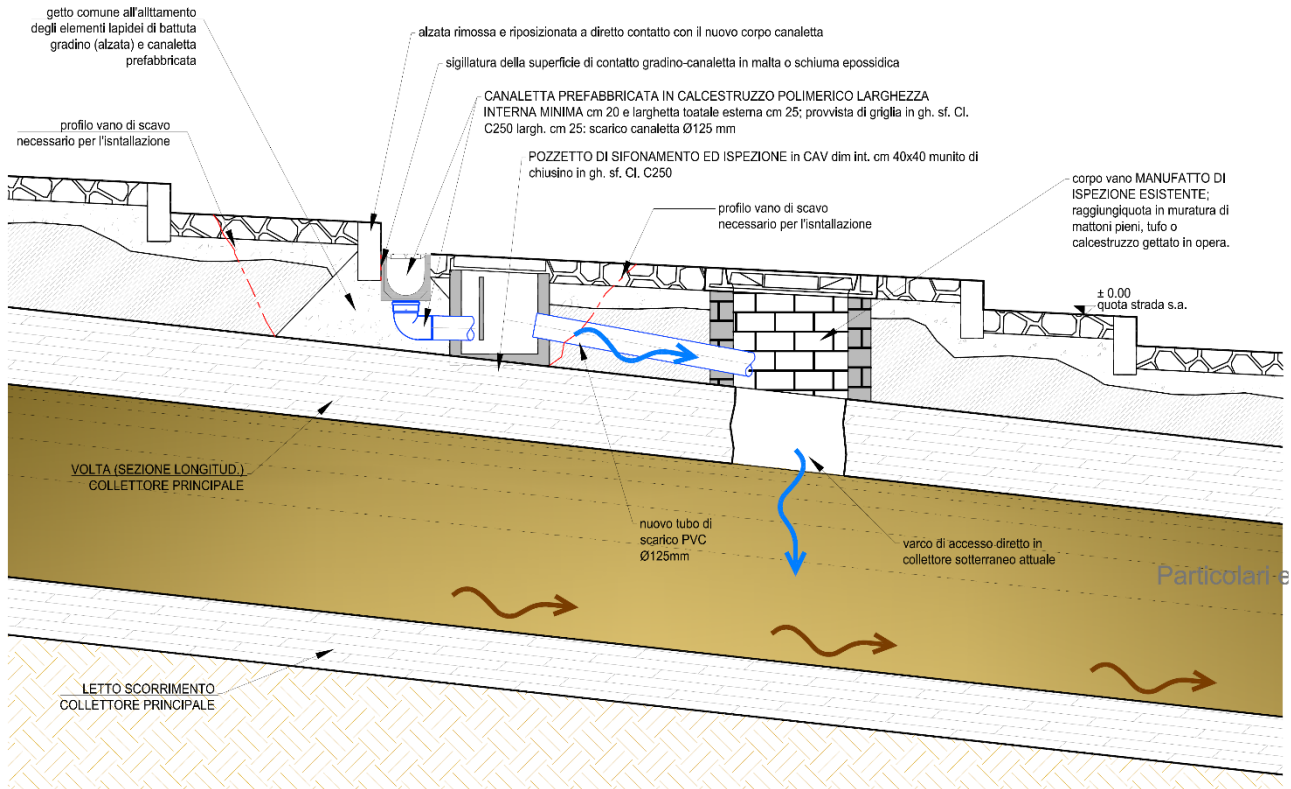 getto comune all'allttamento
degli elementi lapidei di battuta
gradino (alzata) e canaletta
prefabbricata
alzata rimossa e riposizionata a diretto contatto con il nuovo corpo canaletta
sigillatura della superficie di contatto gradino-canaletta in malta o schiuma epossidica
CANALETTA PREFABBRICATA IN CALCESTRUZZO POLIMERICO LARGHEZZA
INTERNA MINIMA cm 20 e larghetta toatale esterna cm 25; provvista di griglia in gh. sf. Cl.
C250 largh. cm 25: scarico canaletta Ø125 mm
profilo vano di scavo
necessario per l'isntallazione
POZZETTO DI SIFONAMENTO ED ISPEZIONE in CAV dim int. cm 40x40 munito di
chiusino in gh. sf. Cl. C250
corpo vano MANUFATTO DI
ISPEZIONE ESISTENTE;
raggiungiquota in muratura di
mattoni pieni, tufo o
calcestruzzo gettato in opera.
profilo vano di scavo
necessario per l'isntallazione
± 0.00
quota strada s.a.
VOLTA (SEZIONE LONGITUD.)
COLLETTORE PRINCIPALE
nuovo tubo di
scarico PVC
Ø125mm
varco di accesso diretto in
collettore sotterraneo attuale
Particolari e
LETTO SCORRIMENTO
COLLETTORE PRINCIPALE